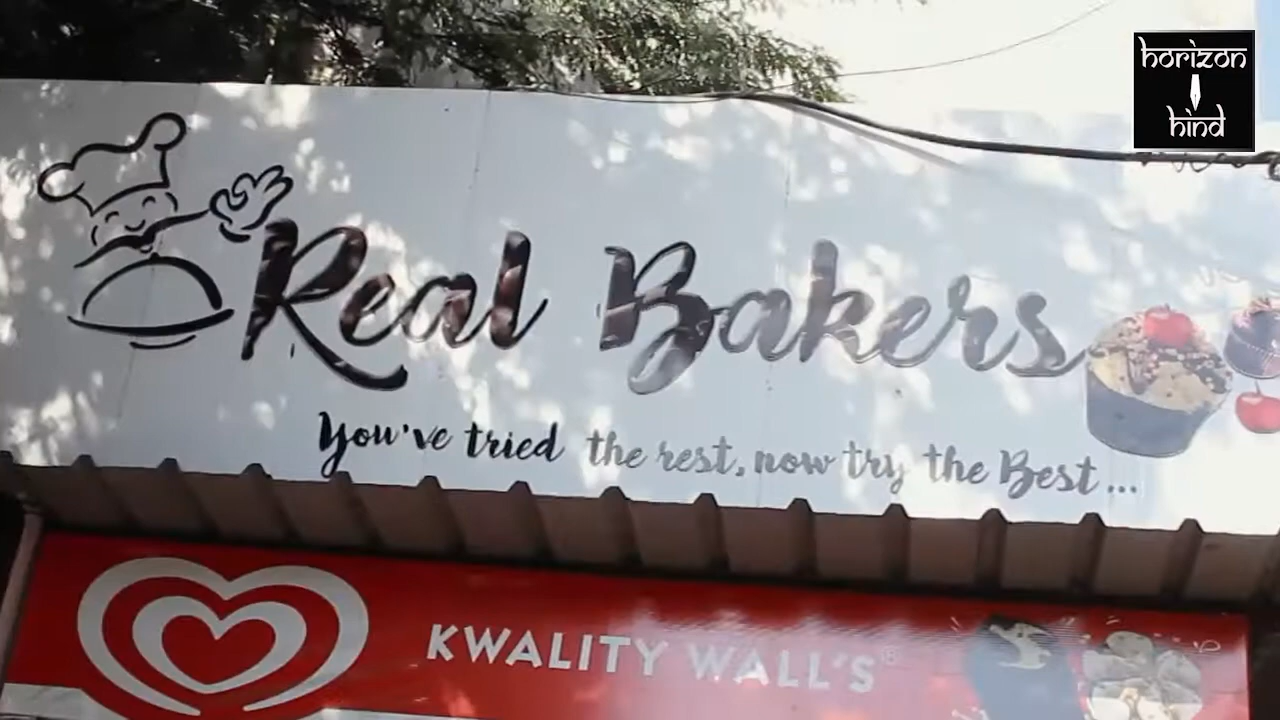 horizon
hind
Real Bakers
You've tried the rest, now try the Best...
KWALITY WALL'S®